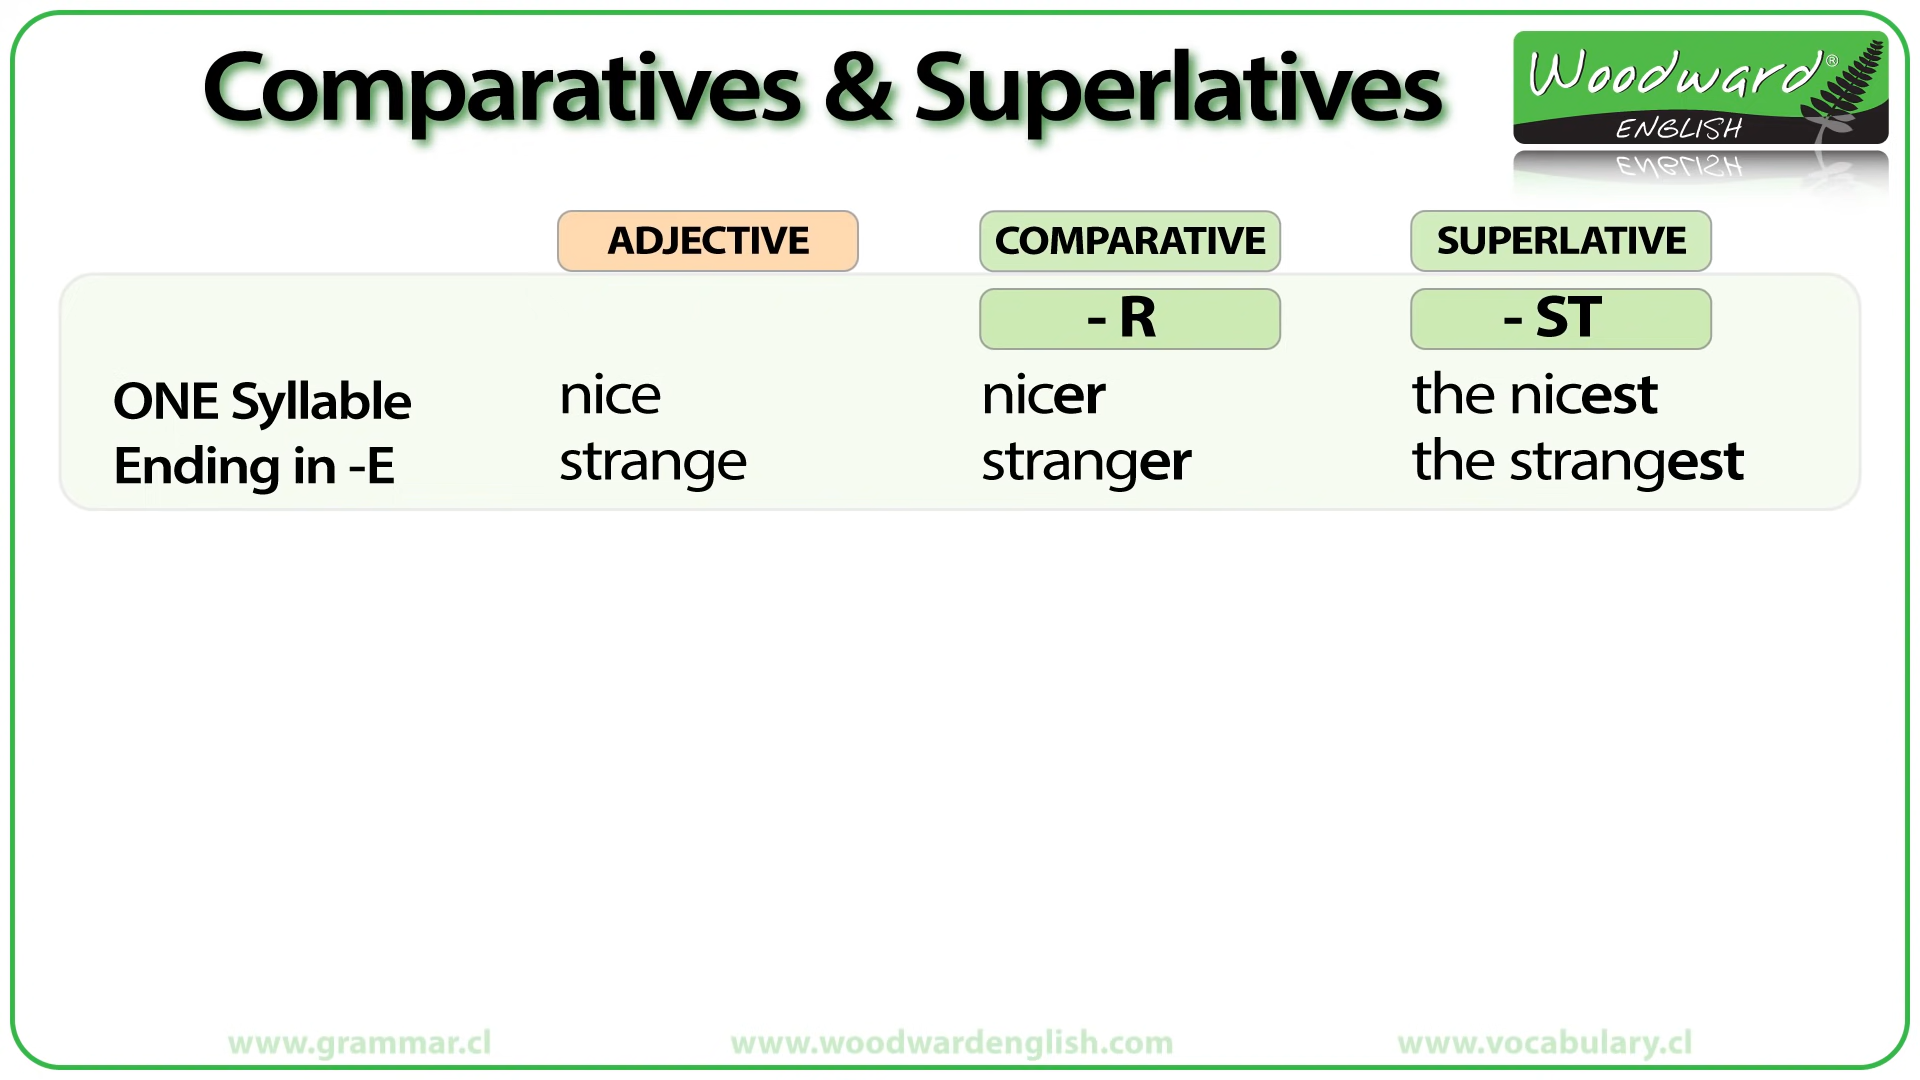 Comparatives & Superlatives
Woodward®
ENGLISH
ADJECTIVE COMPARATIVE SUPERLATIVE
- R - ST
ONE Syllable nice nicer the nicest
Ending in -E strange stranger the strangest
www.grammar.cl www.woodwardenglish.com www.vocabulary.cl